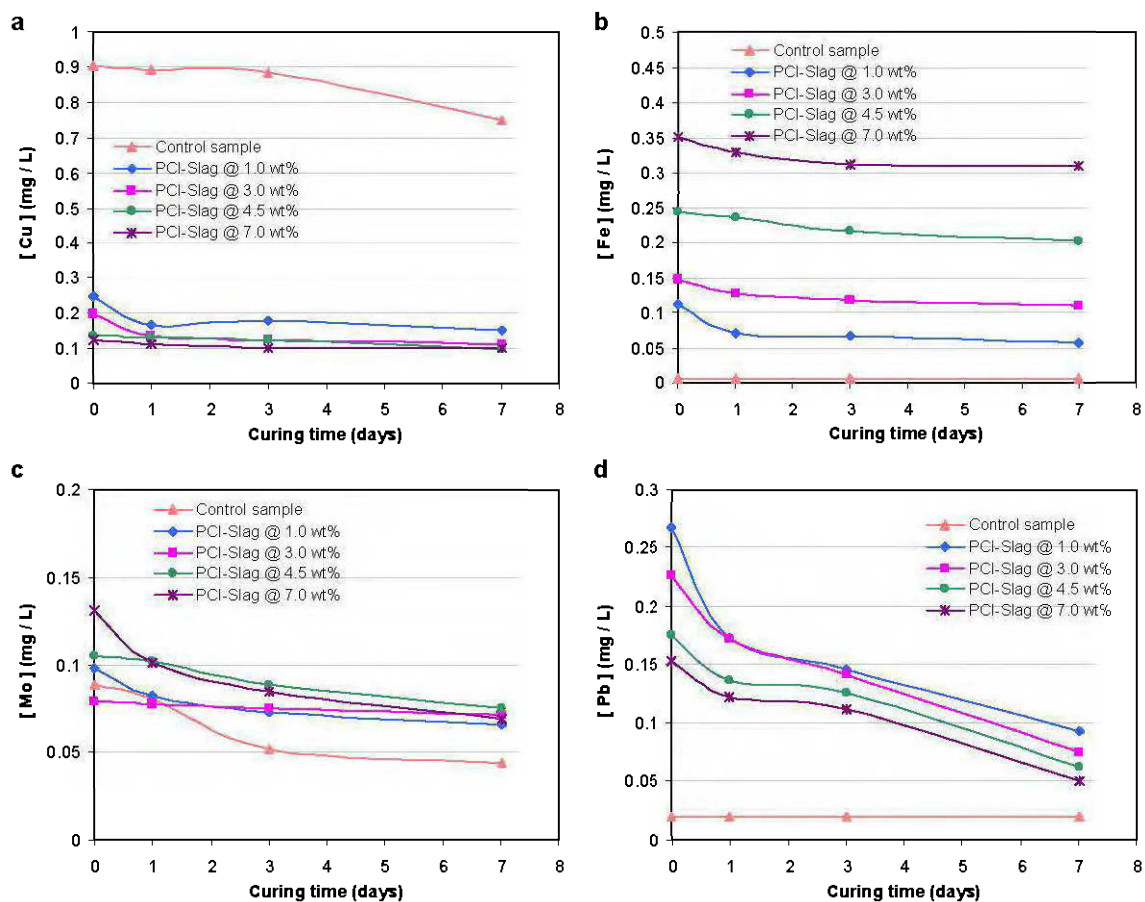 a
[ Cu ] (mg / L)
1
0.9
0.8
0.7
0.6
0.5
0.4
0.3
0.2
0.1
0
Control sample
PCI-Slag @ 1.0 wt%
PCI-Slag @ 3.0 wt%
PCI-Slag @ 4.5 wt%
PCI-Slag @ 7.0 wt%
0 1 2 3 4 5 6 7 8
Curing time (days)
b
[ Fe ] (mg / L)
0.5
0.45
0.4
0.35
0.3
0.25
0.2
0.15
0.1
0.05
0
Control sample
PCI-Slag @ 1.0 wt%
PCI-Slag @ 3.0 wt%
PCI-Slag @ 4.5 wt%
PCI-Slag @ 7.0 wt%
0 1 2 3 4 5 6 7 8
Curing time (days)
c
[ Mo ] (mg / L)
0.2
0.15
0.1
0.05
0
Control sample
PCI-Slag @ 1.0 wt%
PCI-Slag @ 3.0 wt%
PCI-Slag @ 4.5 wt%
PCI-Slag @ 7.0 wt%
0 1 2 3 4 5 6 7 8
Curing time (days)
d
[ Pb ] (mg / L)
0.3
0.25
0.2
0.15
0.1
0.05
0
Control sample
PCI-Slag @ 1.0 wt%
PCI-Slag @ 3.0 wt%
PCI-Slag @ 4.5 wt%
PCI-Slag @ 7.0 wt%
0 1 2 3 4 5 6 7 8
Curing time (days)